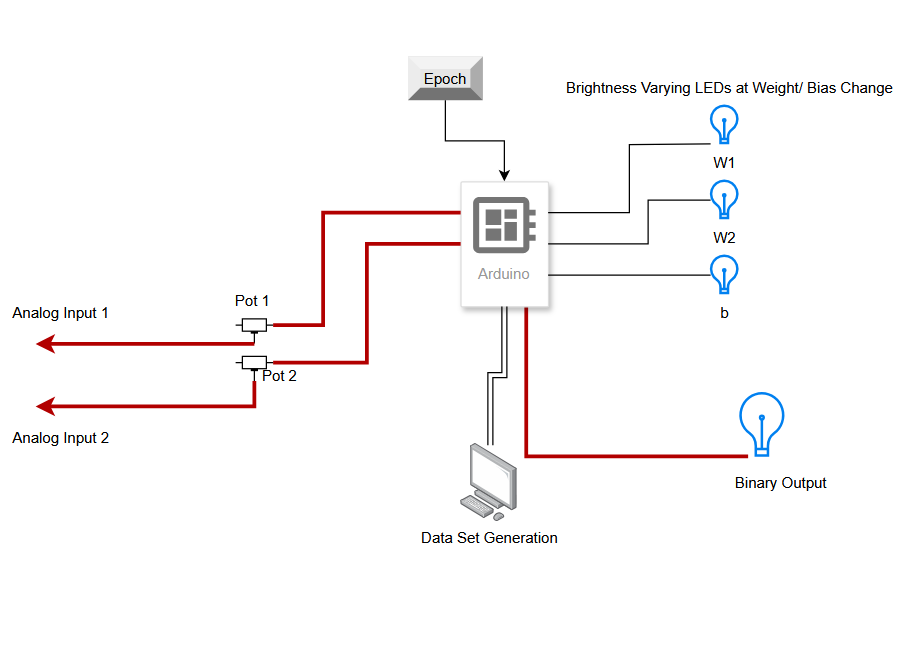 Epoch
Brightness Varying LEDs at Weight/ Bias Change
W1
W2
Arduino
Pot 1
Analog Input 1
b
Pot 2
Analog Input 2
Binary Output
Data Set Generation